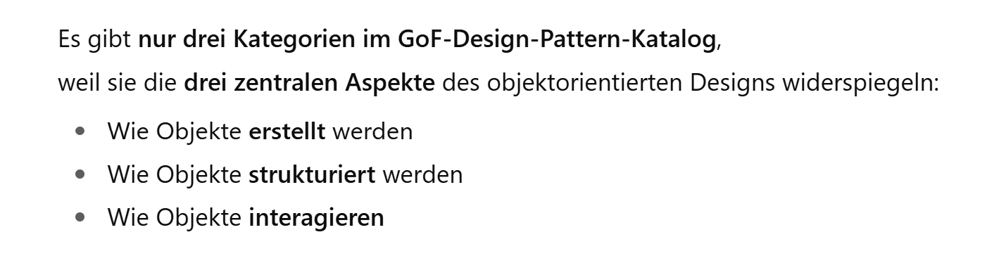 Es gibt nur drei Kategorien im GoF-Design-Pattern-Katalog,
weil sie die drei zentralen Aspekte des objektorientierten Designs widerspiegeln:
• Wie Objekte erstellt werden
• Wie Objekte strukturiert werden
• Wie Objekte interagieren